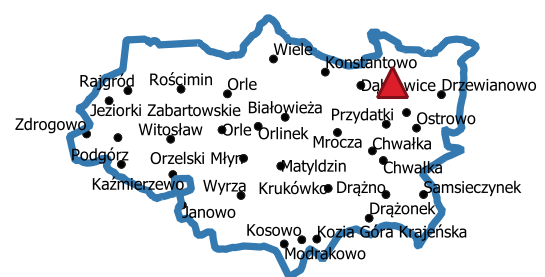 Wiele
Konstantowo
Rajgród
Rościmin
Orle
Dąbrowice
Drzewianowo
Jeziorki Zabartowskie
Białowieża
Przydatki
Ostrowo
Zdrogowo
Witosław
Orle
Orlinek
Mrocza
Chwałka
Podgórz
Orzelski Młyn
Matyldzin
Chwałka
Kaźmierzewo
Wyrza
Krukówko
Drążno
Samsieczynek
Janowo
Drążonek
Kosowo
Kozia Góra Krajeńska
Modrakowo